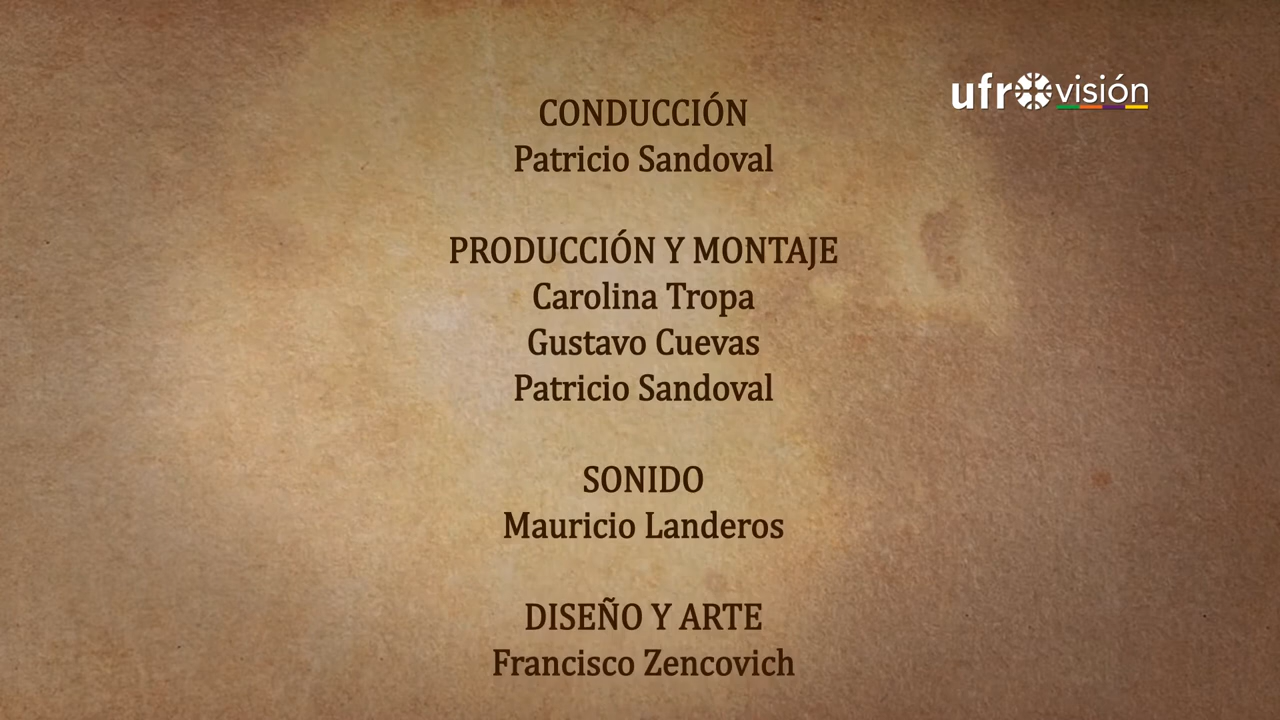 ufrovisión
CONDUCCIÓN
Patricio Sandoval
PRODUCCIÓN Y MONTAJE
Carolina Tropa
Gustavo Cuevas
Patricio Sandoval
SONIDO
Mauricio Landeros
DISEÑO Y ARTE
Francisco Zencovich